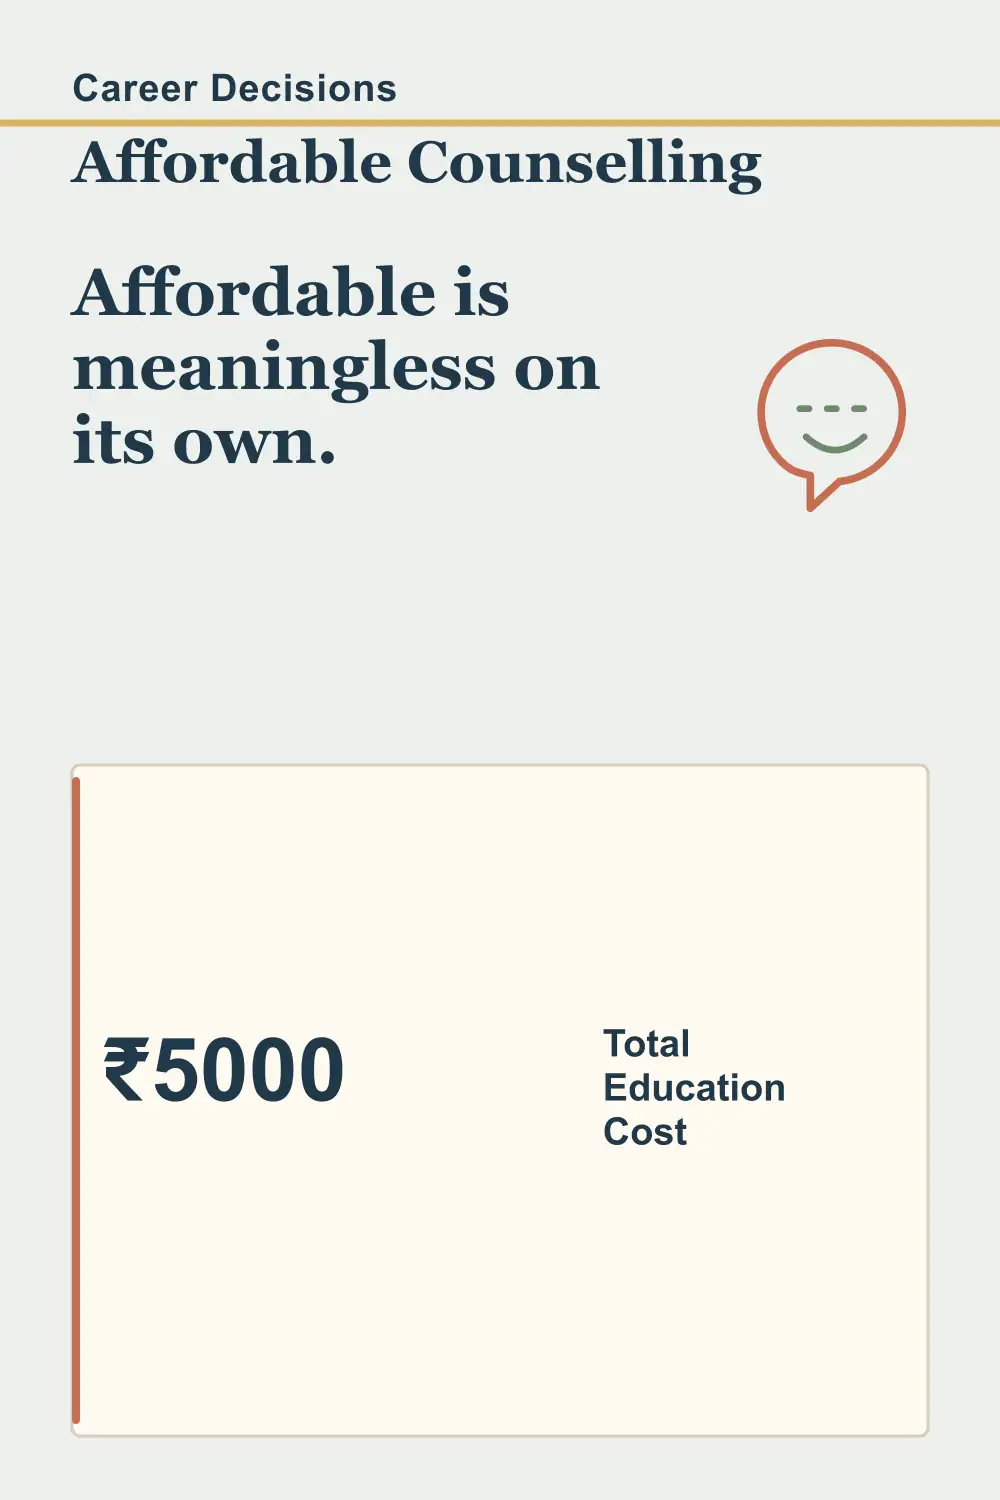 Career Decisions
Affordable Counselling
Affordable is
meaningless on
its own.
₹5000
Total
Education
Cost